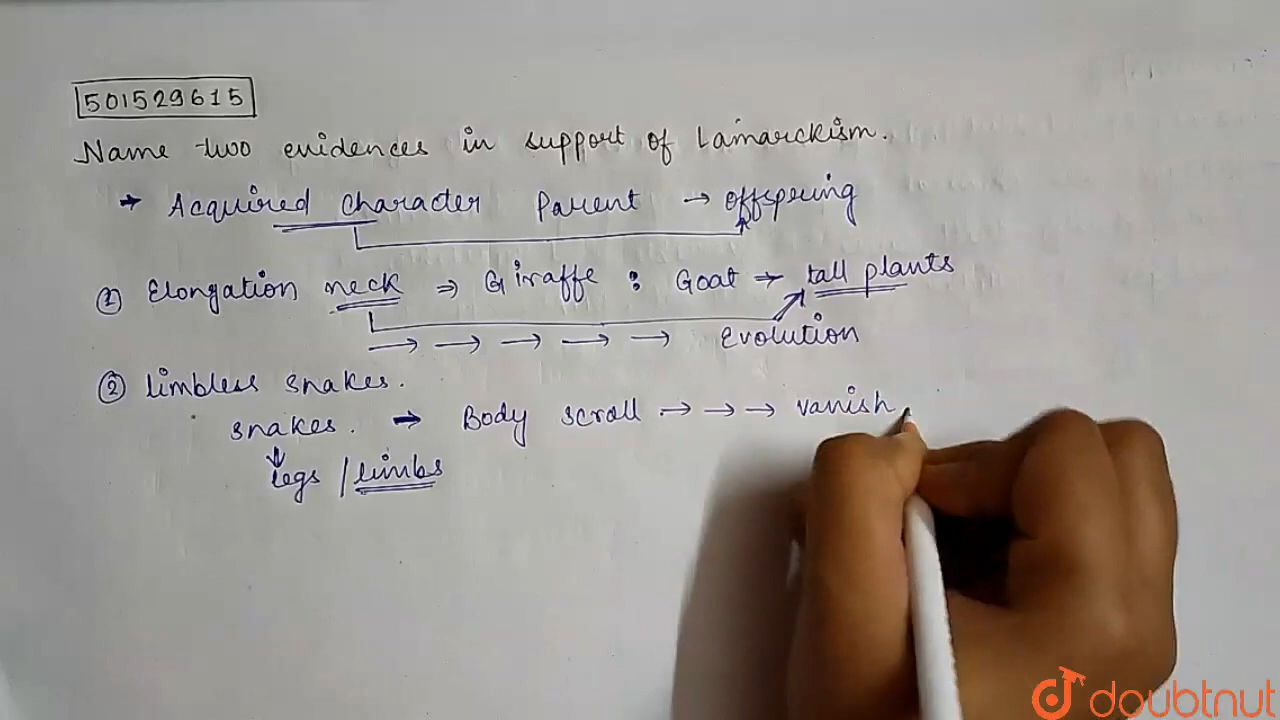 501529615
Name two evidences in support of Lamarckism.
→ Acquired Character Parent → Offspring
① Elongation neck ⇒ Giraffe : Goat → tall plants
→ → → → → Evolution
② limbless snakes.
snakes. → Body scroll → → → vanish
↓
legs / limbs
doubtnut